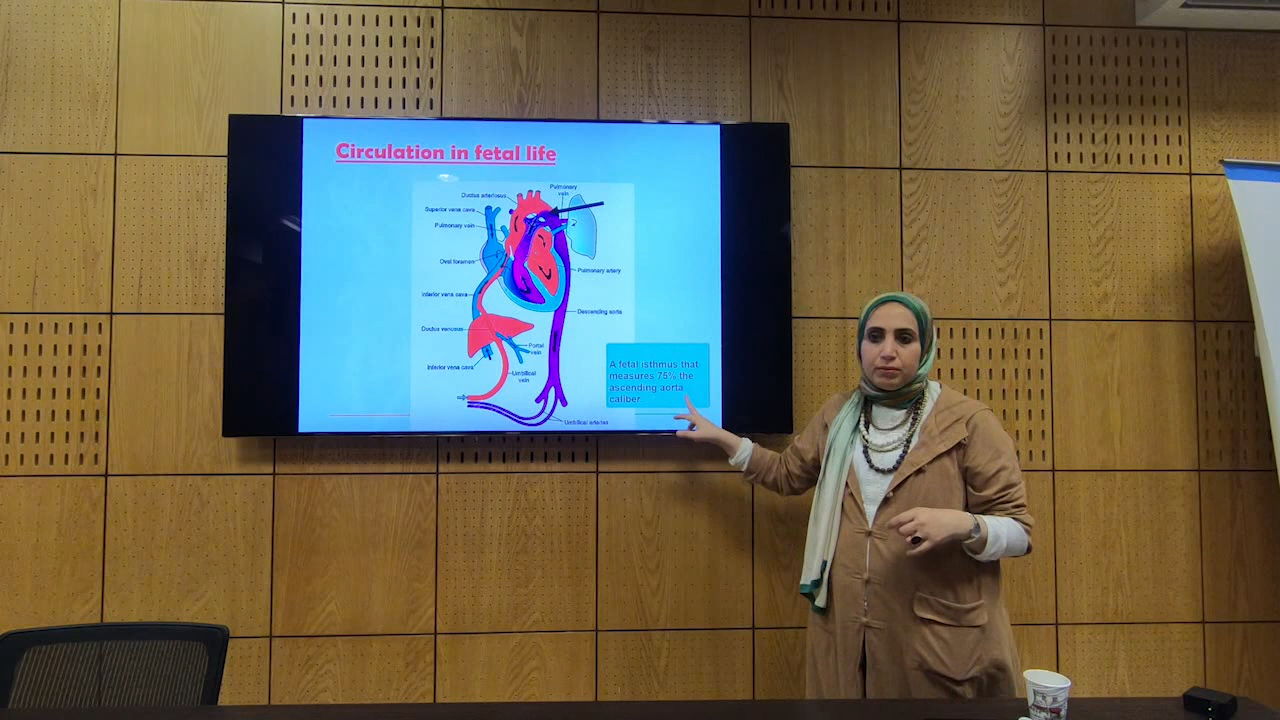 Circulation in fetal life
Pulmonary
vein
Ductus arteriosus
Superior vena cava
Pulmonary vein
Oval foramen
Pulmonary artery
Inferior vena cava
Descending aorta
Ductus venosus
Portal
vein
Inferior vena cava
Umbilical
vein
Umbilical arteries
A fetal isthmus that
measures 75% the
ascending aorta
caliber.